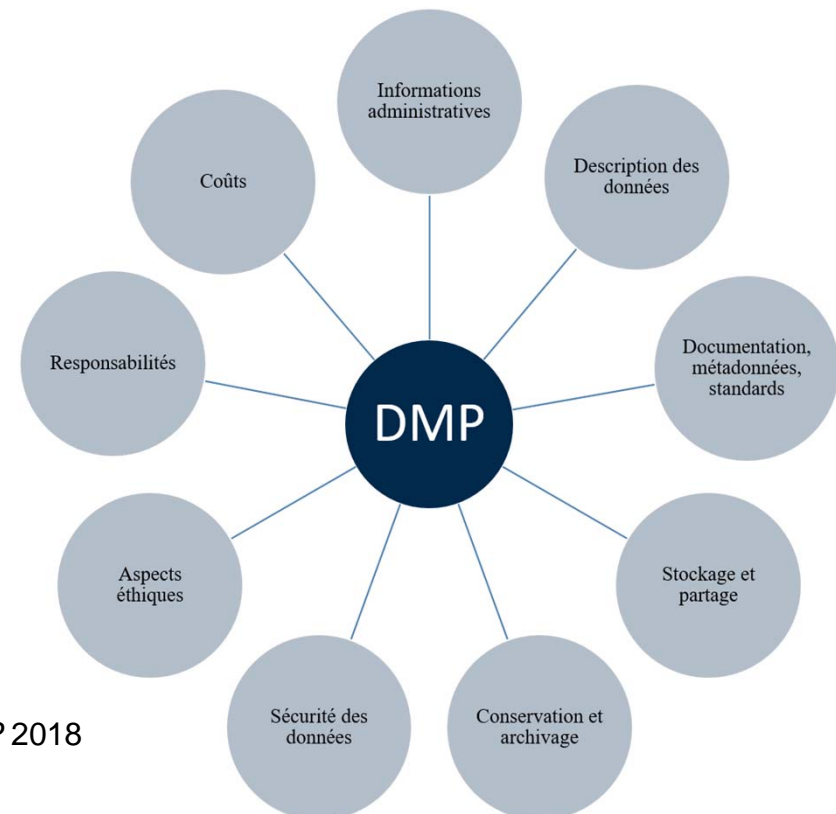 Informations
administratives
Description des
données
Documentation,
métadonnées,
standards
Stockage et
partage
Conservation et
archivage
Sécurité des
données
Aspects
éthiques
Responsabilités
Coûts
DMP
2018